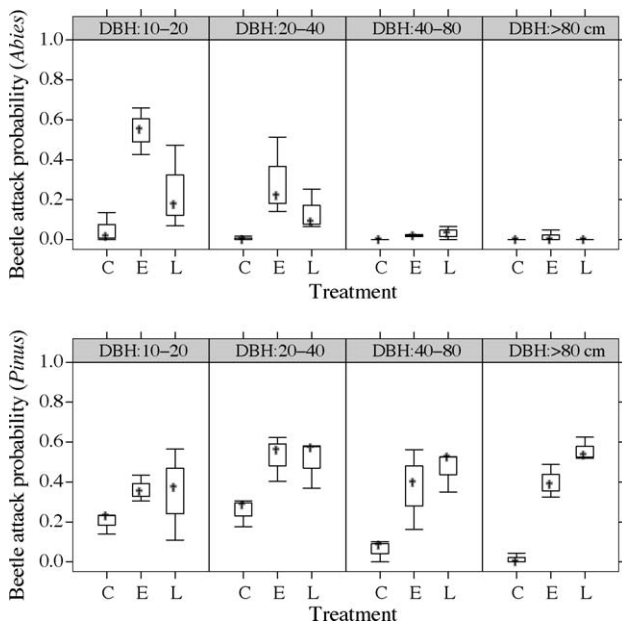 DBH:10–20 DBH:20–40 DBH:40–80 DBH:>80 cm
Beetle attack probability (Abies)
1.0
0.8
0.6
0.4
0.2
0.0
C E L C E L C E L C E L
Treatment
DBH:10–20 DBH:20–40 DBH:40–80 DBH:>80 cm
Beetle attack probability (Pinus)
1.0
0.8
0.6
0.4
0.2
0.0
C E L C E L C E L C E L
Treatment